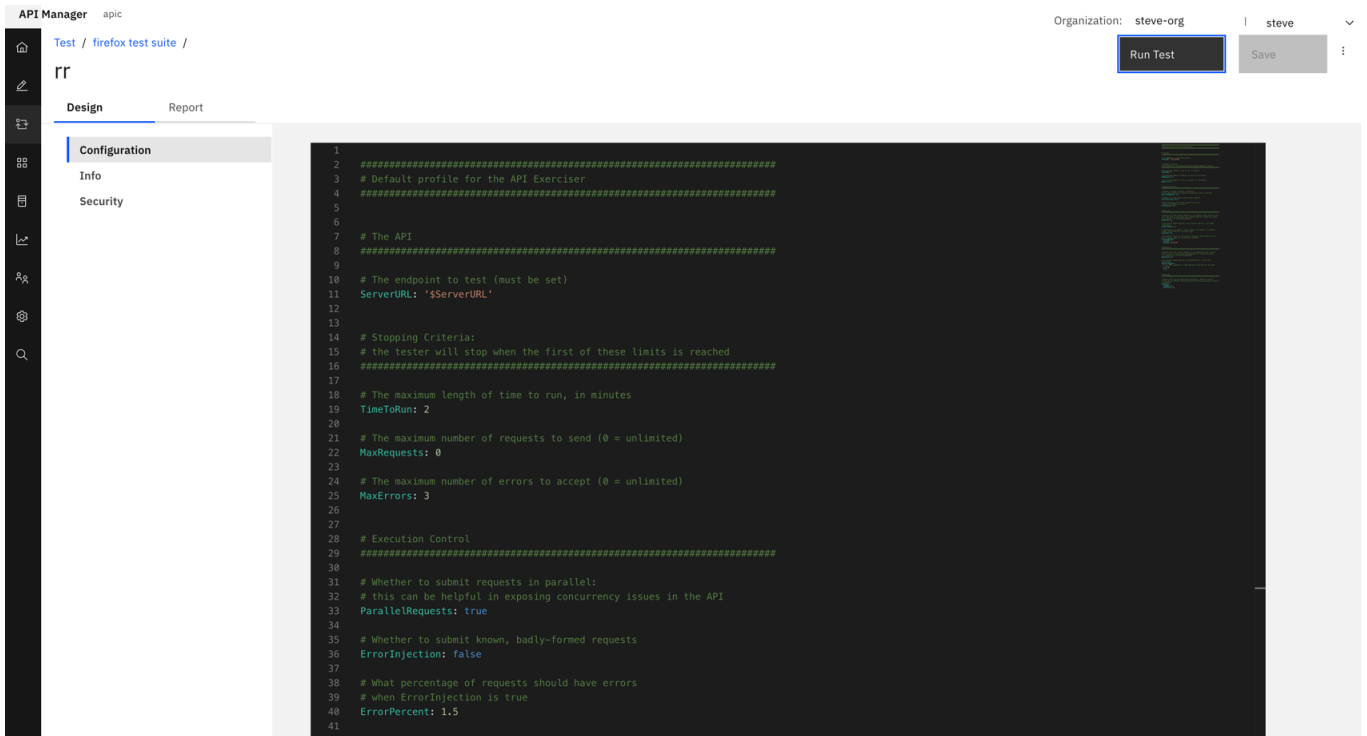 API Manager apic
Organization: steve-org | steve
Test / firefox test suite /
Run Test
Save
rr
Design
Report
Configuration
Info
Security
1
2 #######################################################################
3 # Default profile for the API Exerciser
4 #######################################################################
5
6
7 # The API
8 #######################################################################
9
10 # The endpoint to test (must be set)
11 ServerURL: '$ServerURL'
12
13
14 # Stopping Criteria:
15 # the tester will stop when the first of these limits is reached
16 #######################################################################
17
18 # The maximum length of time to run, in minutes
19 TimeToRun: 2
20
21 # The maximum number of requests to send (0 = unlimited)
22 MaxRequests: 0
23
24 # The maximum number of errors to accept (0 = unlimited)
25 MaxErrors: 3
26
27
28 # Execution Control
29 #######################################################################
30
31 # Whether to submit requests in parallel:
32 # this can be helpful in exposing concurrency issues in the API
33 ParallelRequests: true
34
35 # Whether to submit known, badly-formed requests
36 ErrorInjection: false
37
38 # What percentage of requests should have errors
39 # when ErrorInjection is true
40 ErrorPercent: 1.5
41